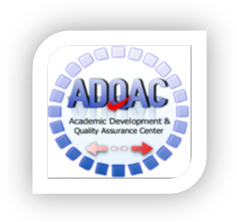 ADQAC
Academic Development &
Quality Assurance Center